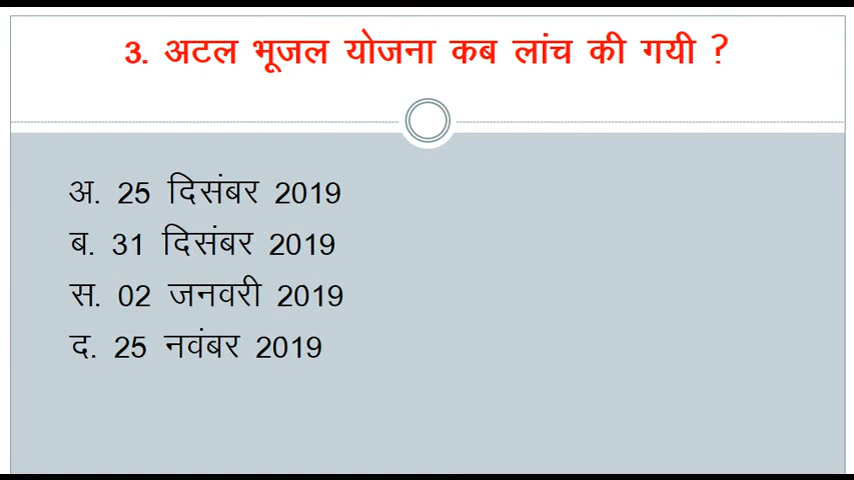 3. अटल भूजल योजना कब लांच की गयी ?
अ. 25 दिसंबर 2019
ब. 31 दिसंबर 2019
स. 02 जनवरी 2019
द. 25 नवंबर 2019